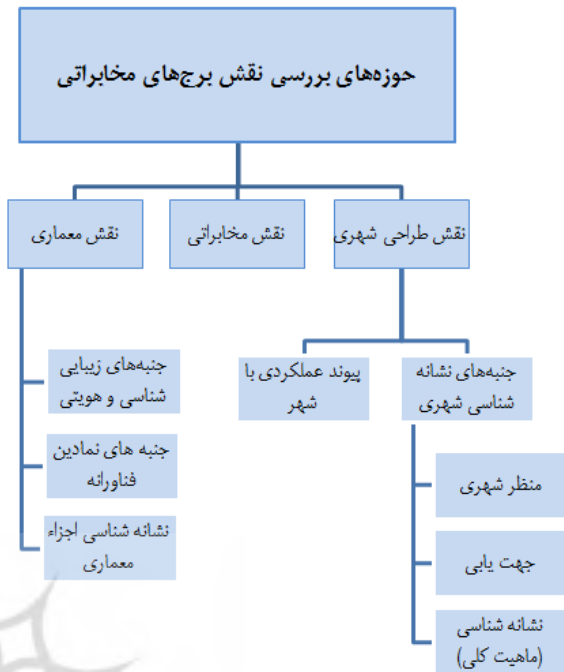 حوزه‌های بررسی نقش برج‌های مخابراتی
نقش طراحی شهری
نقش مخابراتی
نقش معماری
جنبه‌های نشانه
شناسی شهری
پیوند عملکردی با
شهر
منظر شهری
جهت یابی
نشانه شناسی
(ماهیت کلی)
جنبه‌های زیبایی
شناسی و هویتی
جنبه های نمادین
فناورانه
نشانه شناسی اجزاء
معماری